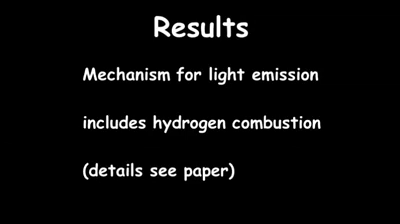 Results
Mechanism for light emission
includes hydrogen combustion
(details see paper)